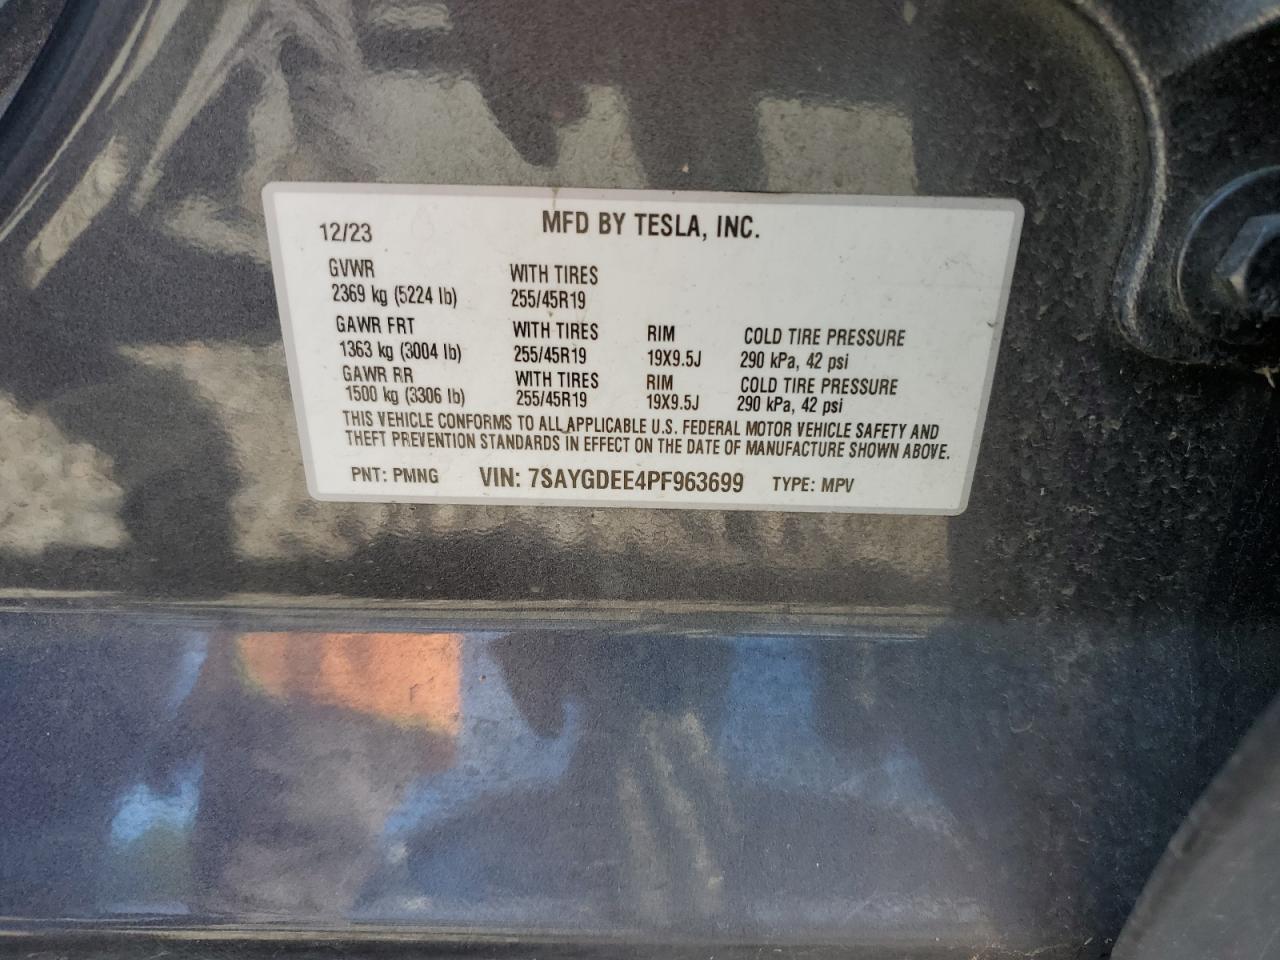 MFD BY TESLA, INC.
12/23
GVWR WITH TIRES
2369 kg (5224 lb) 255/45R19
GAWR FRT WITH TIRES RIM COLD TIRE PRESSURE
1363 kg (3004 lb) 255/45R19 19X9.5J 290 kPa, 42 psi
GAWR RR WITH TIRES RIM COLD TIRE PRESSURE
1500 kg (3306 lb) 255/45R19 19X9.5J 290 kPa, 42 psi
THIS VEHICLE CONFORMS TO ALL APPLICABLE U.S. FEDERAL MOTOR VEHICLE SAFETY AND
THEFT PREVENTION STANDARDS IN EFFECT ON THE DATE OF MANUFACTURE SHOWN ABOVE.
PNT: PMNG VIN: 7SAYGDEE4PF963699 TYPE: MPV